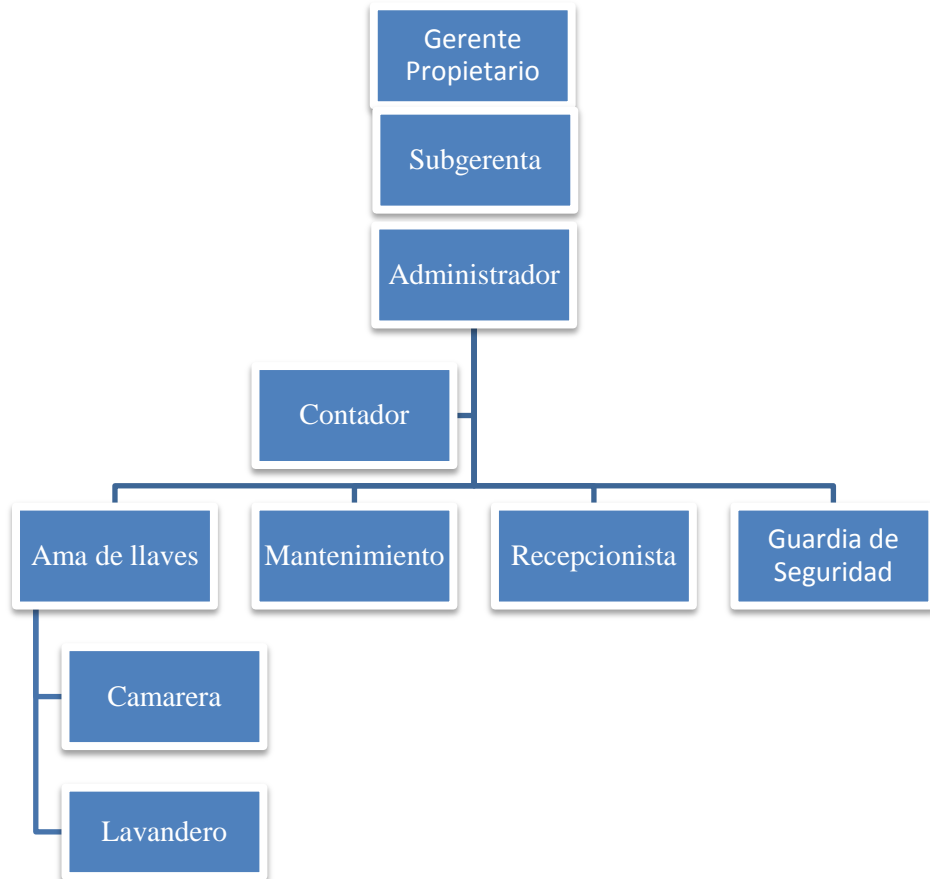 Gerente
Propietario
Subgerenta
Administrador
Contador
Ama de llaves
Mantenimiento
Recepcionista
Guardia de
Seguridad
Camarera
Lavandero